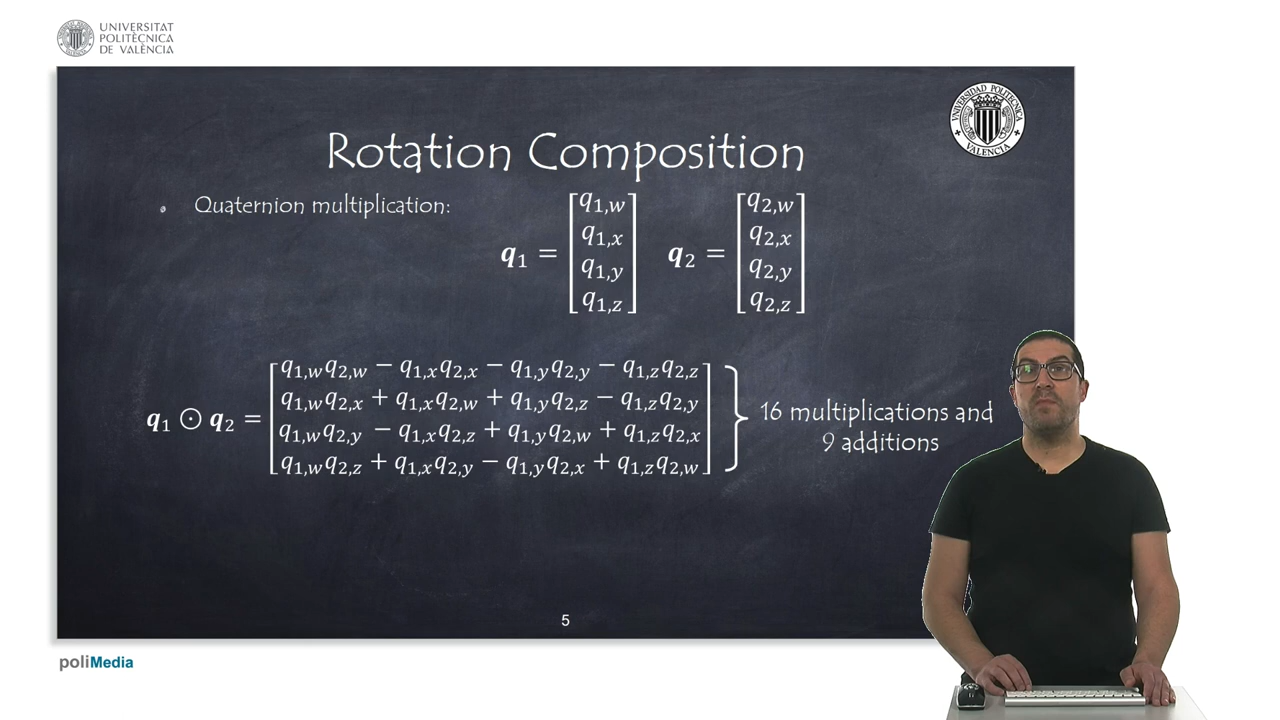 UNIVERSITAT
POLITÈCNICA
DE VALÈNCIA
UNIVERSIDAD POLITECNICA
VALENCIA
Rotation Composition
• Quaternion multiplication:
q₁ = [q₁,w q₁,x q₁,y q₁,z] q₂ = [q₂,w q₂,x q₂,y q₂,z]
q₁ ⊙ q₂ =
q₁,wq₂,w − q₁,xq₂,x − q₁,yq₂,y − q₁,zq₂,z
q₁,wq₂,x + q₁,xq₂,w + q₁,yq₂,z − q₁,zq₂,y
q₁,wq₂,y − q₁,xq₂,z + q₁,yq₂,w + q₁,zq₂,x
q₁,wq₂,z + q₁,xq₂,y − q₁,yq₂,x + q₁,zq₂,w
16 multiplications and
9 additions
5
poliMedia